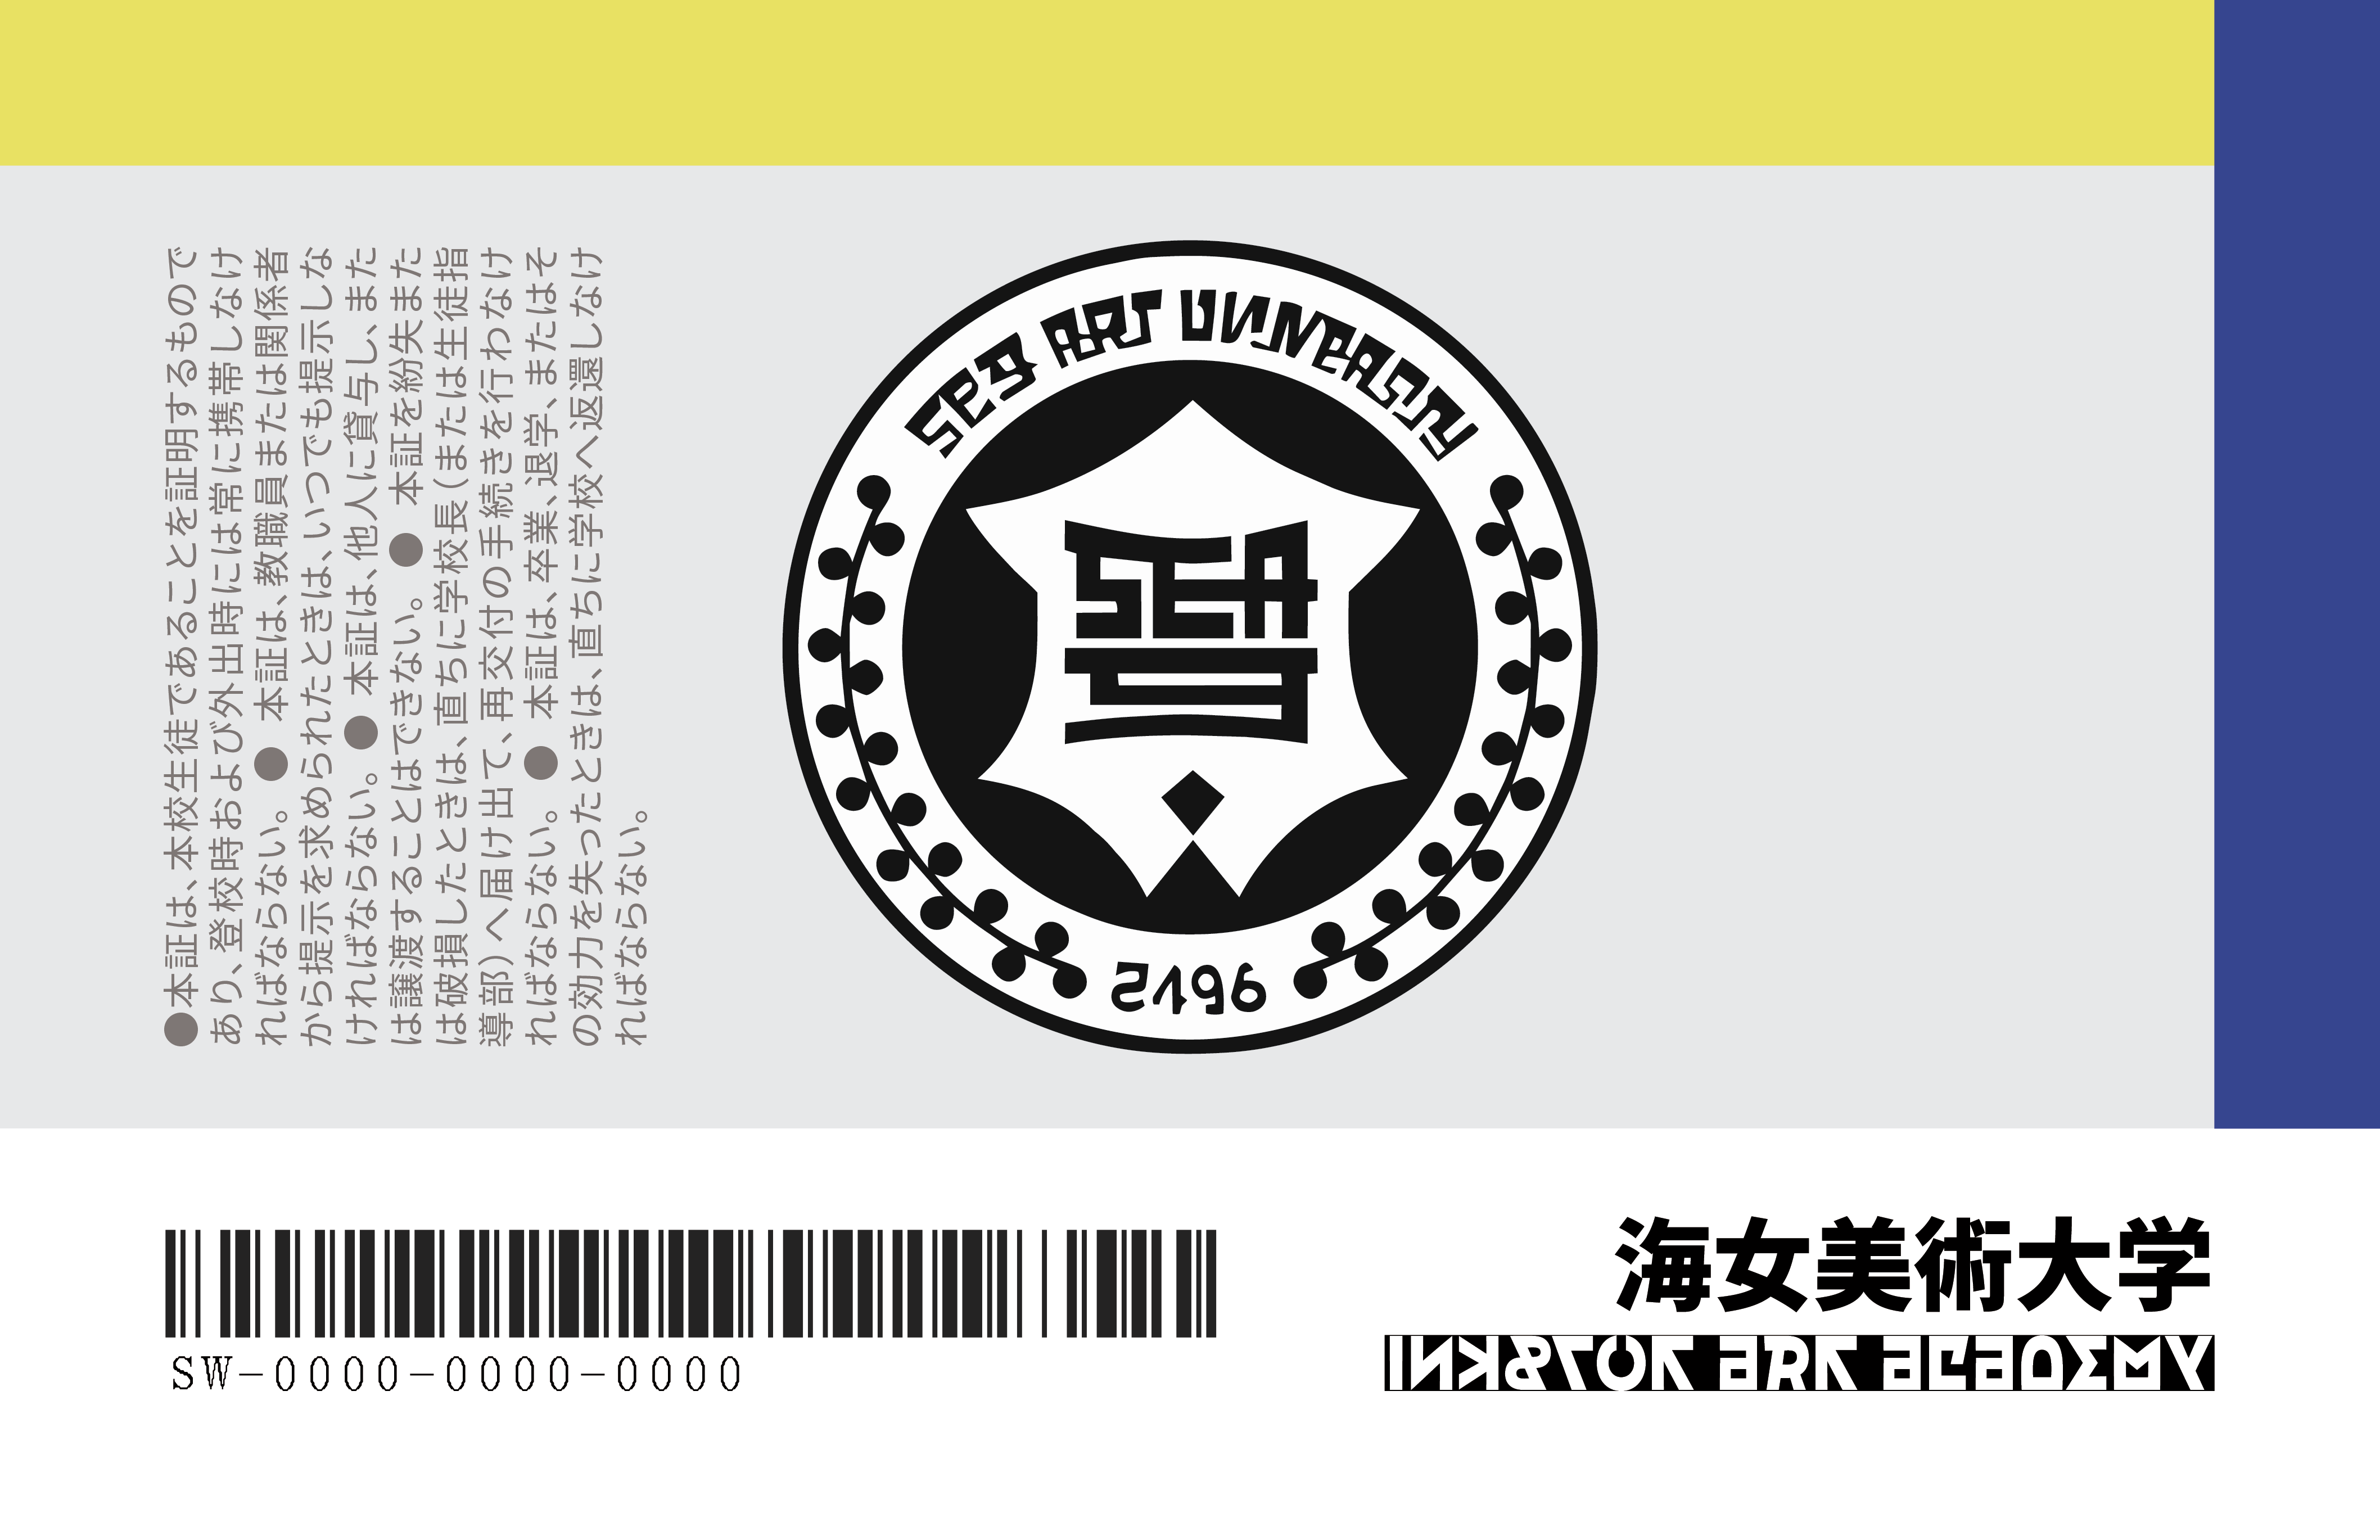 ●本証は、本校生徒であることを証明するもので
あり、登校時および外出時には常に携帯しなけ
ればならない。● 本証は、教職員または関係者
から提示を求められたときは、いつでも提示しな
ければならない。● 本証は、他人に貸与し、また
は譲渡することはできない。● 本証を紛失また
は破損したときは、直ちに学校長(または生徒指
導部)へ届け出て、再交付の手続きを行わなけ
ればならない。● 本証は、卒業、退学、またはそ
の効力を失ったときは、直ちに学校へ返還しなけ
ればならない。
ART
2196
SW-0000-0000-0000
海女美術大学
ART ACADEMY